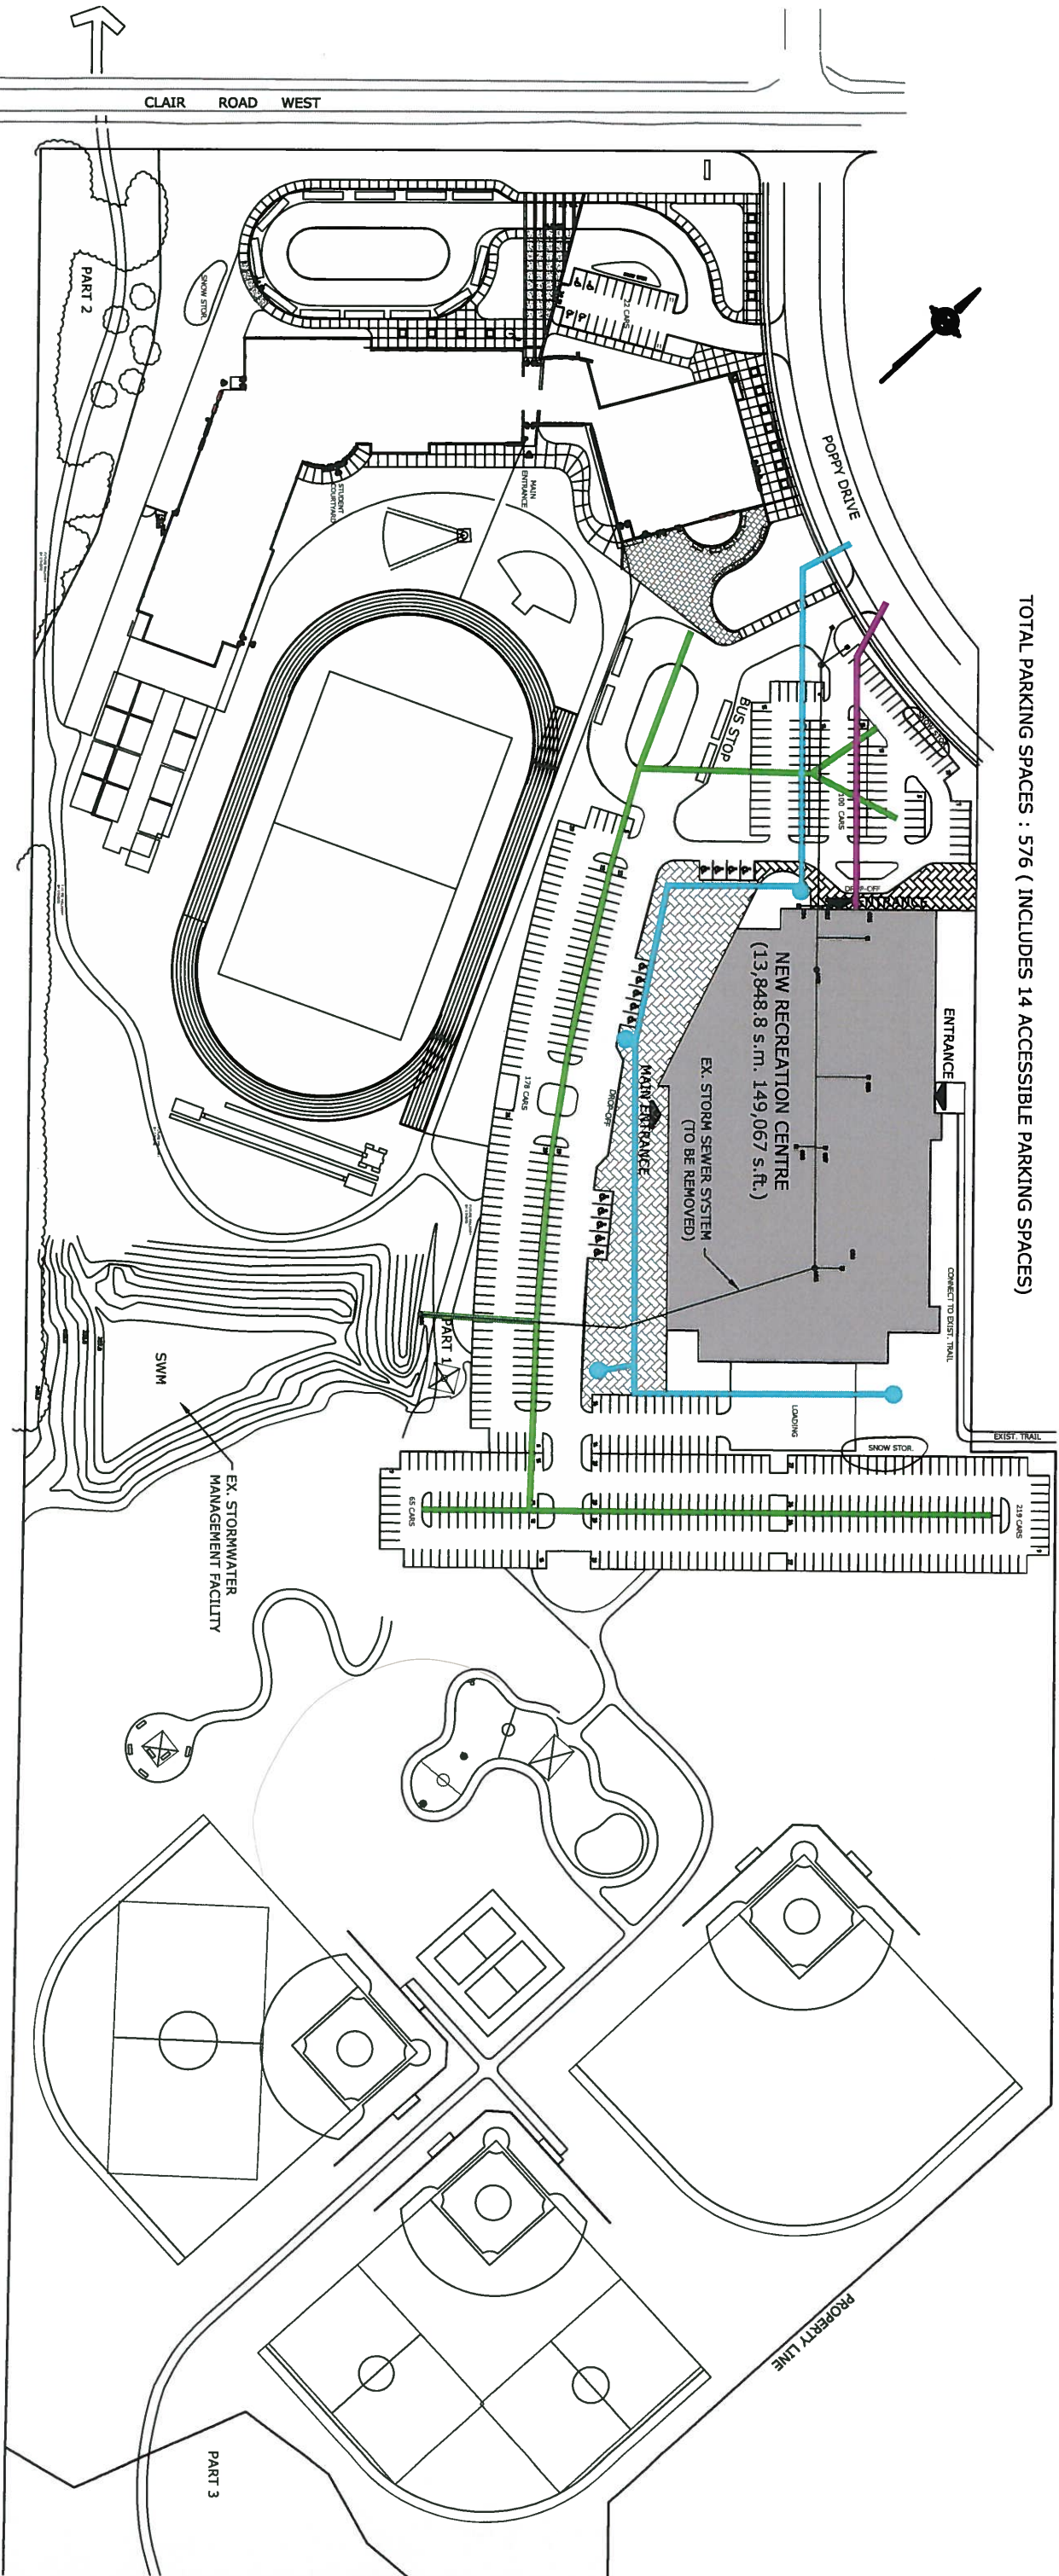 TOTAL PARKING SPACES : 576 ( INCLUDES 14 ACCESSIBLE PARKING SPACES)
CLAIR ROAD WEST
POPPY DRIVE
PART 2
SNOW STOR.
22 CARS
MAIN
ENTRANCE
STUDENT
COURTYARD
BUS STOP
100 CARS
DROP-OFF
ENTRANCE
NEW RECREATION CENTRE
(13,848.8 s.m. 149,067 s.ft.)
ENTRANCE
EX. STORM SEWER SYSTEM
(TO BE REMOVED)
MAIN ENTRANCE
DROP-OFF
178 CARS
CONNECT TO EXIST. TRAIL
EXIST. TRAIL
LOADING
SNOW STOR.
PART 1
SWM
EX. STORMWATER
MANAGEMENT FACILITY
65 CARS
219 CARS
PROPERTY LINE
PART 3